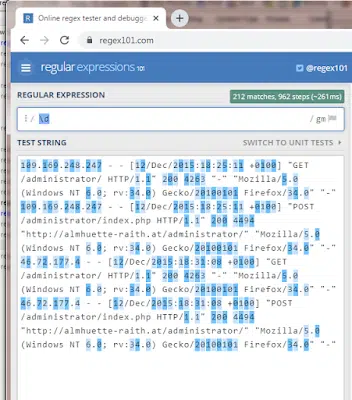 Online regex tester and debugge
regex101.com
regular expressions 101
@regex101
REGULAR EXPRESSION
212 matches, 962 steps (~261ms)
/ \d
/ gm
TEST STRING
SWITCH TO UNIT TESTS
109.169.248.247 - - [12/Dec/2015:18:25:11 +0100] "GET
/administrator/ HTTP/1.1" 200 4263 "-" "Mozilla/5.0
(Windows NT 6.0; rv:34.0) Gecko/20100101 Firefox/34.0" "-"
109.169.248.247 - - [12/Dec/2015:18:25:11 +0100] "POST
/administrator/index.php HTTP/1.1" 200 4494
"http://almhuette-raith.at/administrator/" "Mozilla/5.0
(Windows NT 6.0; rv:34.0) Gecko/20100101 Firefox/34.0" "-"
46.72.177.4 - - [12/Dec/2015:18:31:08 +0100] "GET
/administrator/ HTTP/1.1" 200 4263 "-" "Mozilla/5.0
(Windows NT 6.0; rv:34.0) Gecko/20100101 Firefox/34.0" "-"
46.72.177.4 - - [12/Dec/2015:18:31:08 +0100] "POST
/administrator/index.php HTTP/1.1" 200 4494
"http://almhuette-raith.at/administrator/" "Mozilla/5.0
(Windows NT 6.0; rv:34.0) Gecko/20100101 Firefox/34.0" "-"